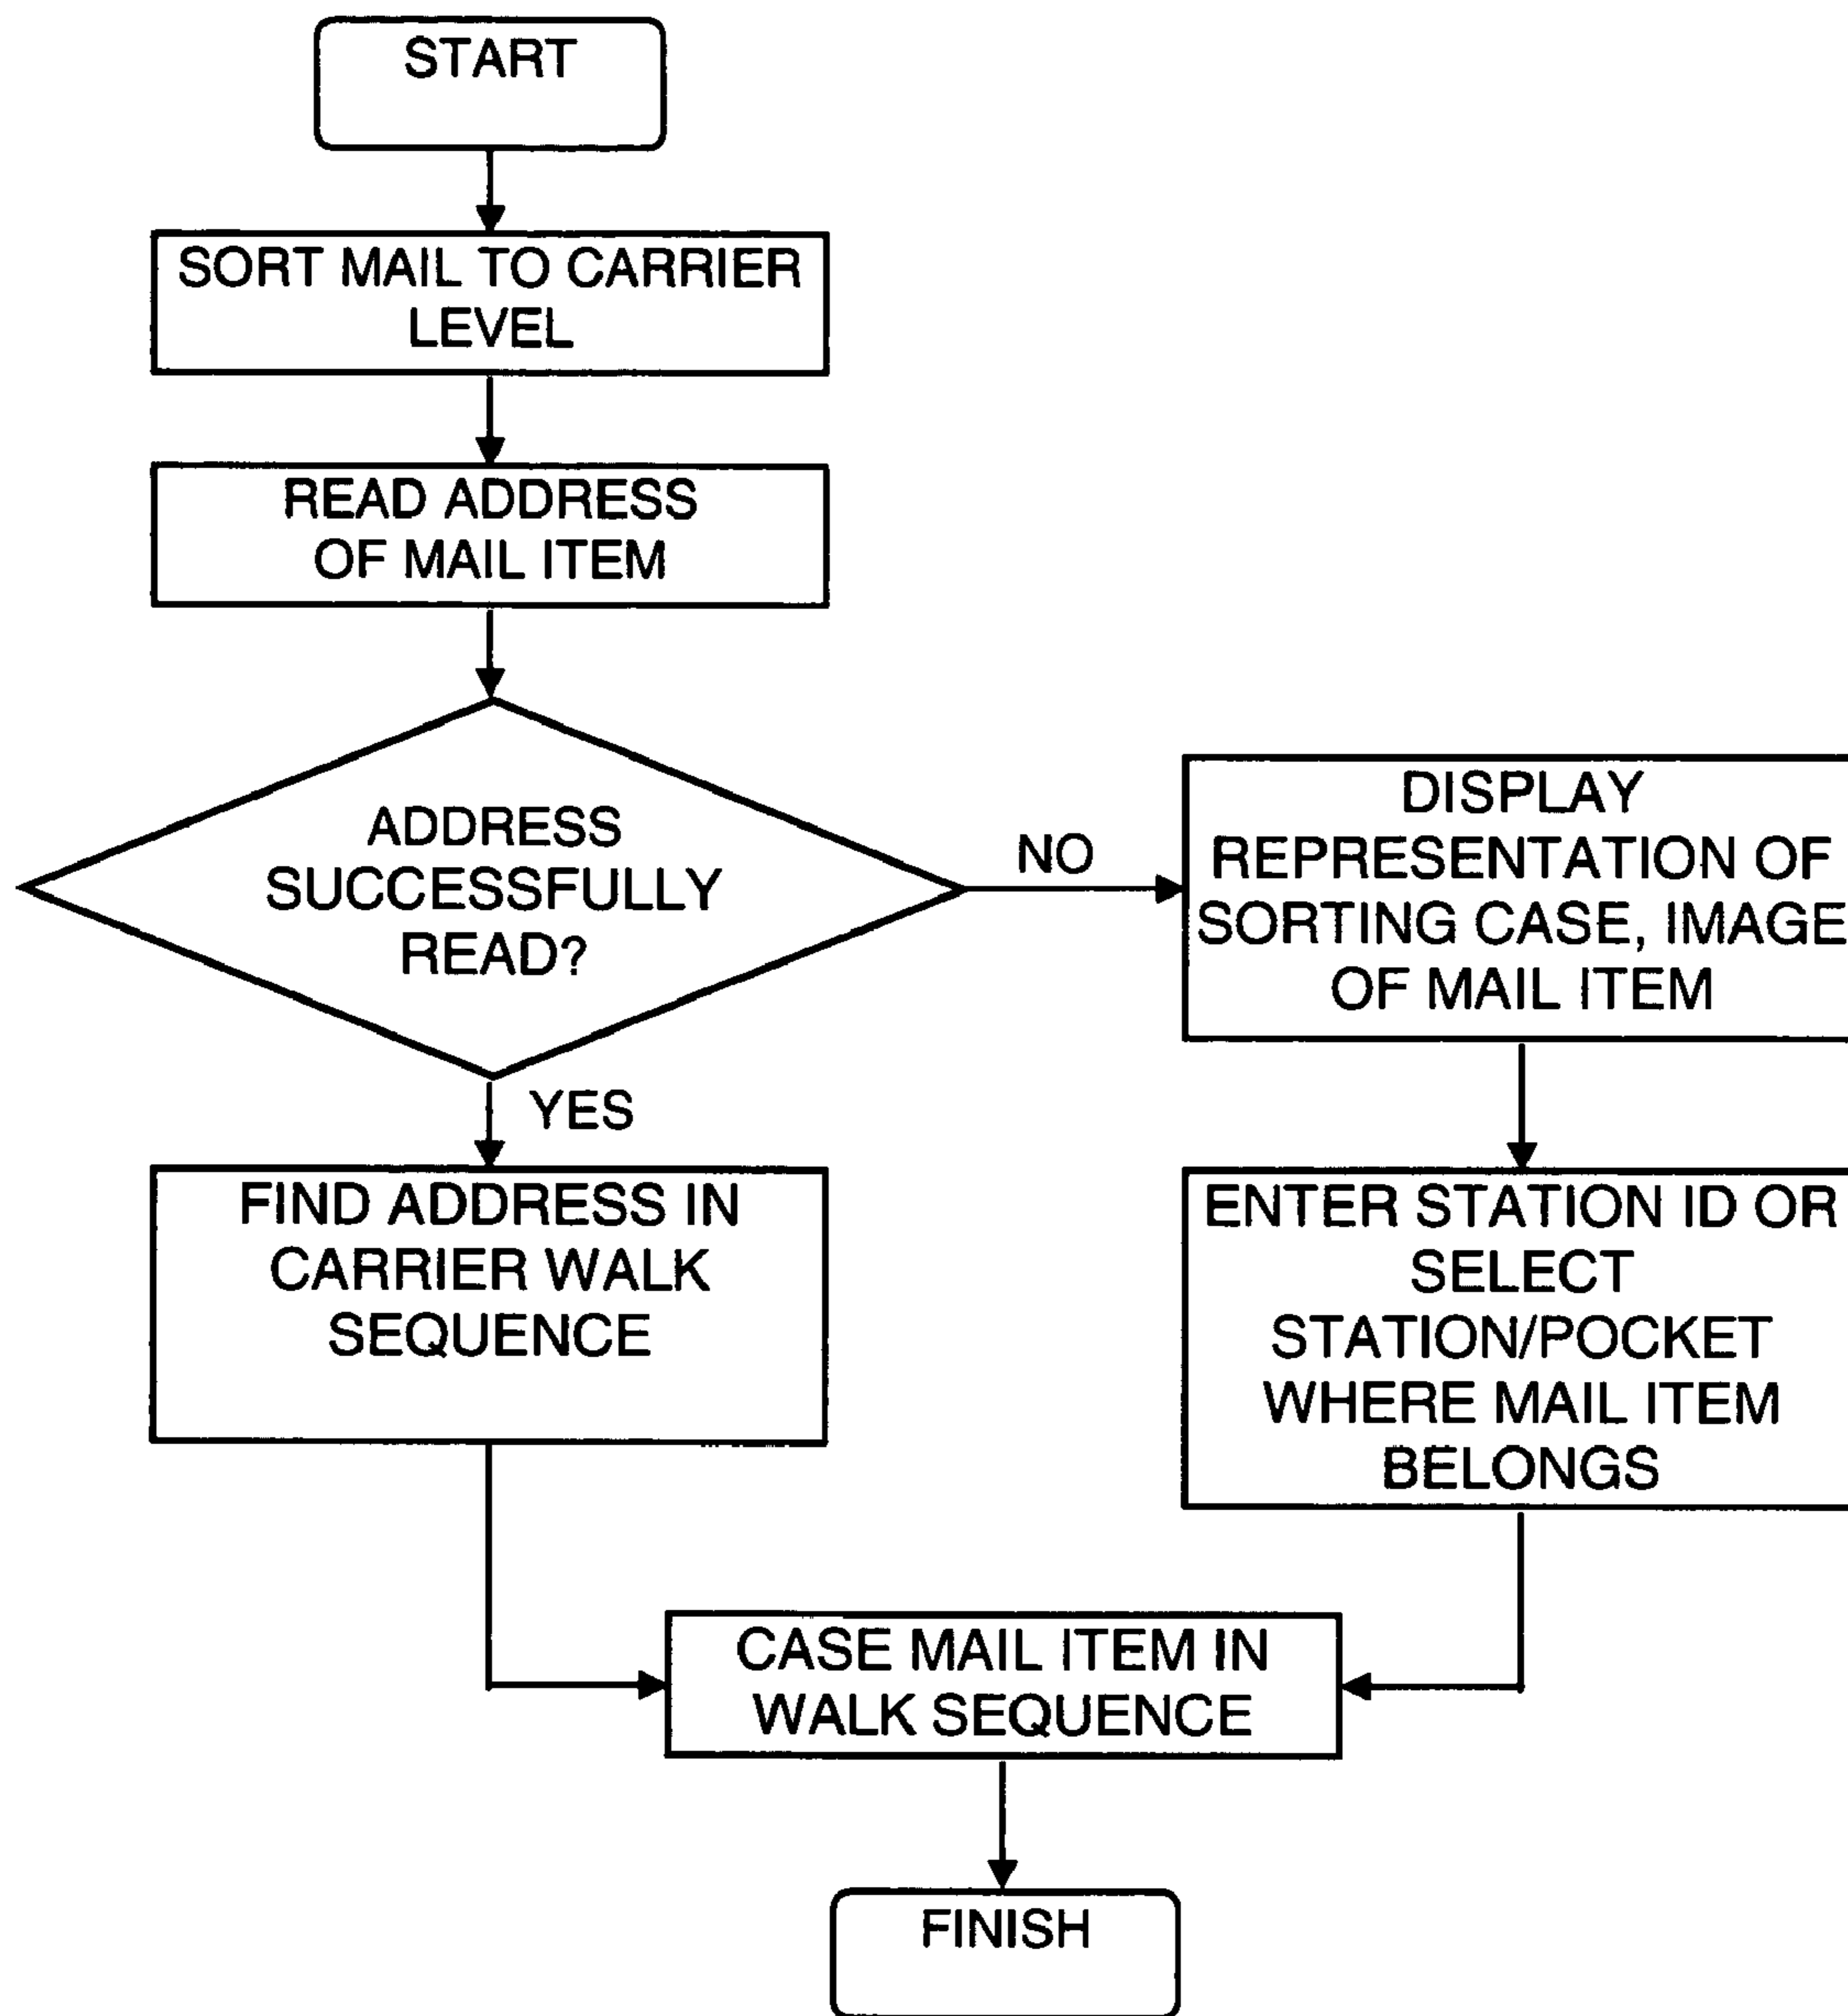 START
SORT MAIL TO CARRIER
LEVEL
READ ADDRESS
OF MAIL ITEM
ADDRESS
SUCCESSFULLY
READ?
NO
DISPLAY
REPRESENTATION OF
SORTING CASE, IMAGE
OF MAIL ITEM
YES
FIND ADDRESS IN
CARRIER WALK
SEQUENCE
ENTER STATION ID OR
SELECT
STATION/POCKET
WHERE MAIL ITEM
BELONGS
CASE MAIL ITEM IN
WALK SEQUENCE
FINISH